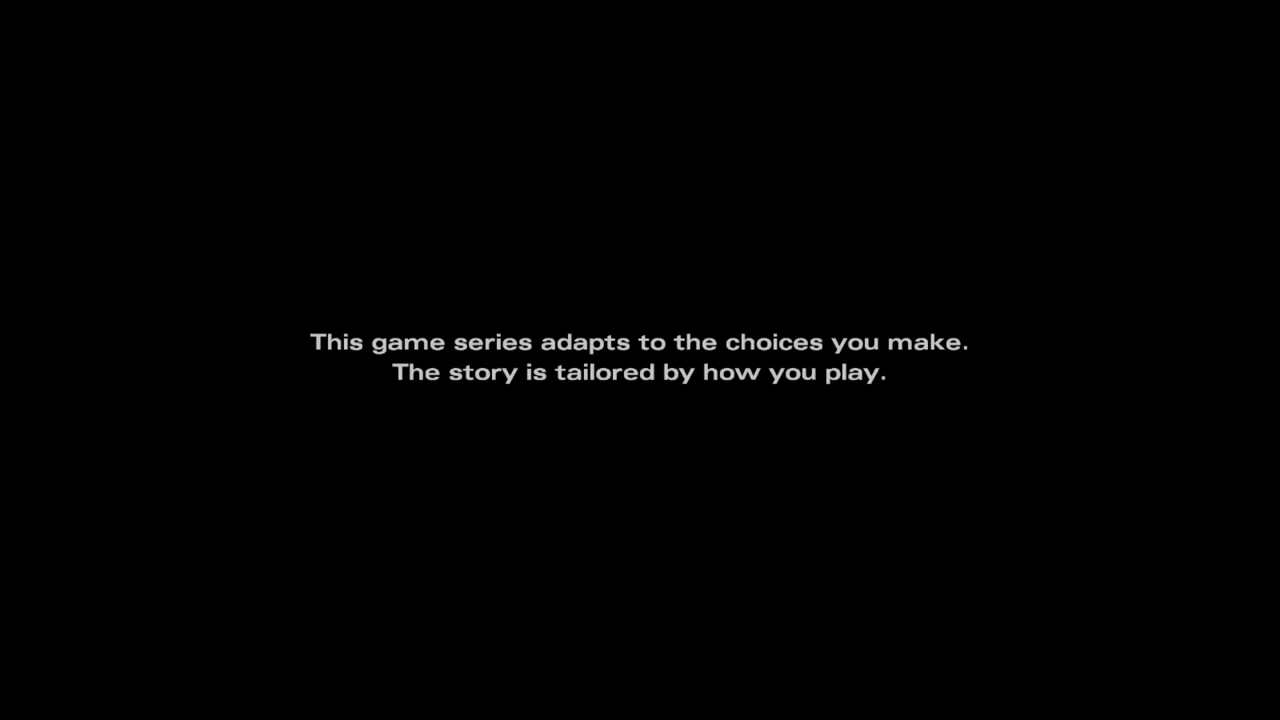 This game series adapts to the choices you make.
The story is tailored by how you play.